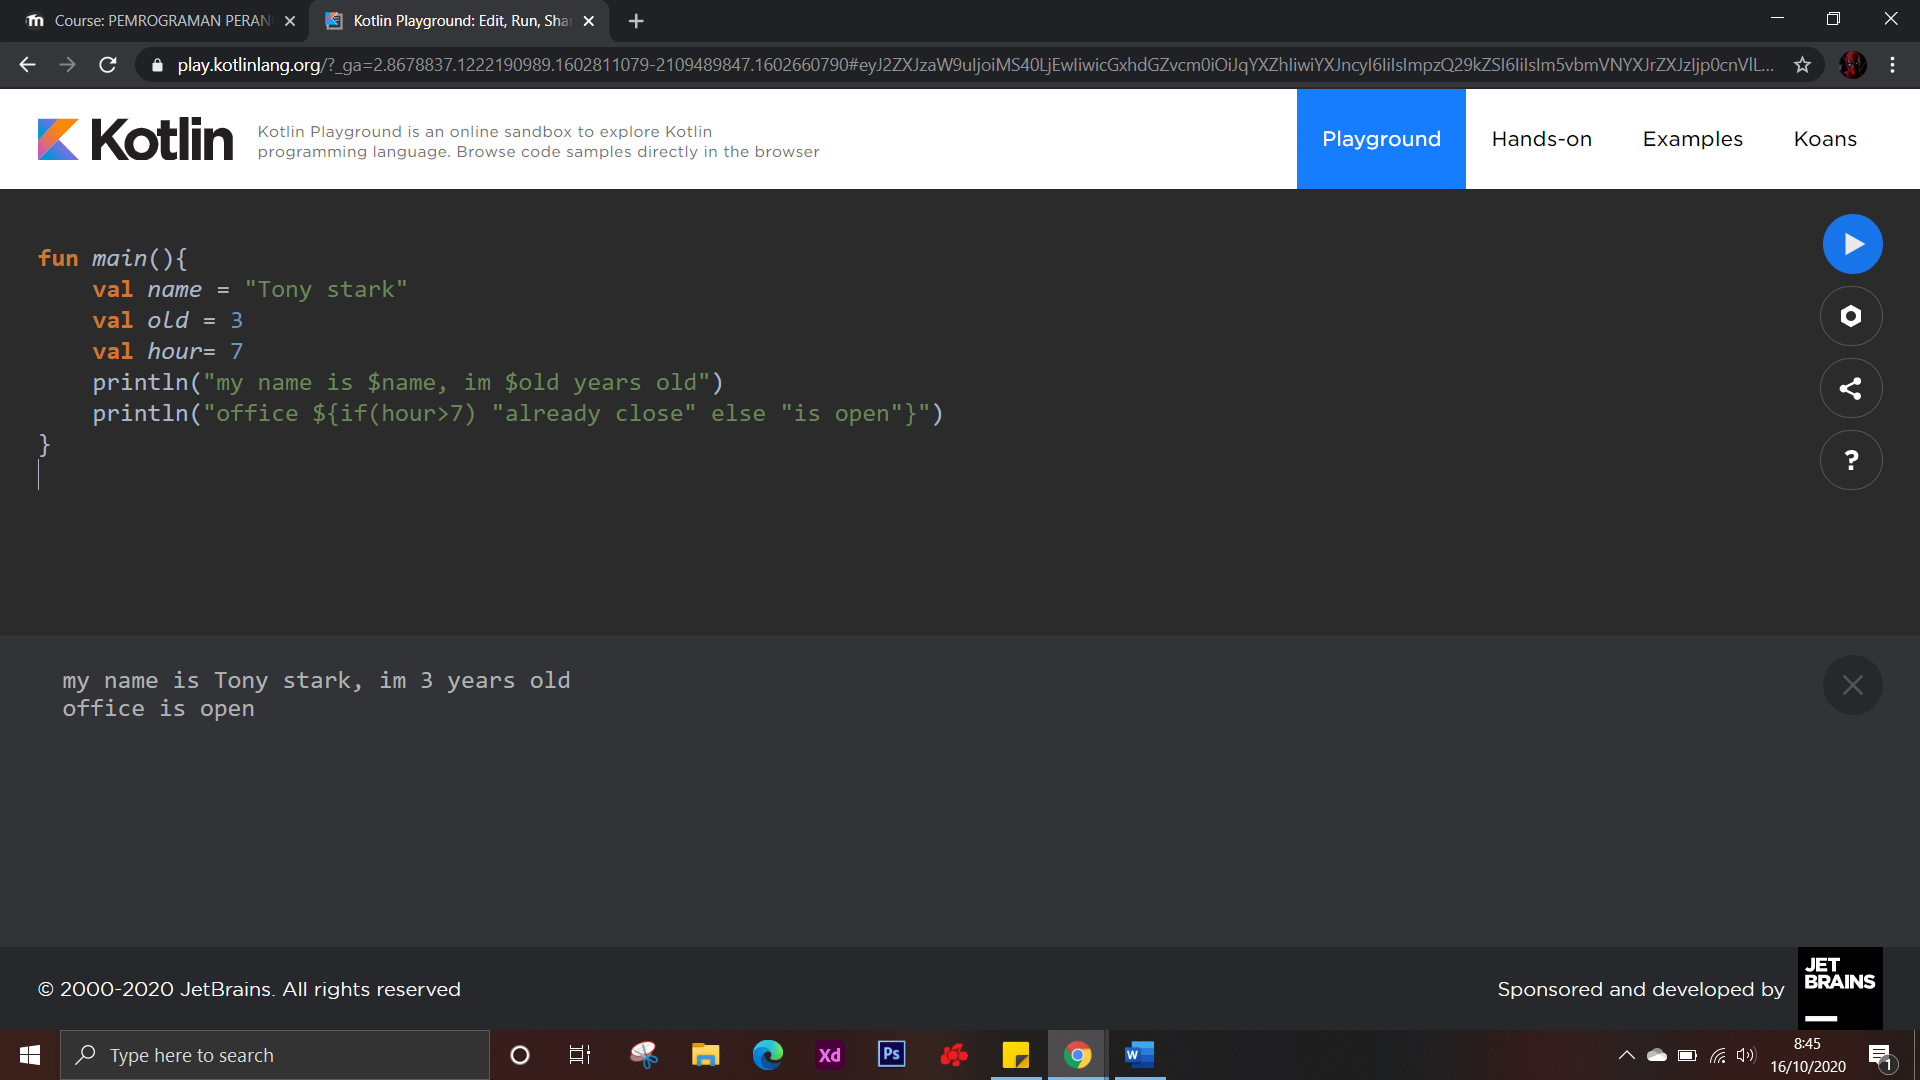 Course: PEMROGRAMAN PERAN
Kotlin Playground: Edit, Run, Shar
play.kotlinlang.org/?_ga=2.8678837.1222190989.1602811079-2109489847.1602660790#
Kotlin
Kotlin Playground is an online sandbox to explore Kotlin
programming language. Browse code samples directly in the browser
Playground
Hands-on
Examples
Koans
fun main(){
    val name = "Tony stark"
    val old = 3
    val hour= 7
    println("my name is $name, im $old years old")
    println("office ${if(hour>7) "already close" else "is open"}")
}
?
my name is Tony stark, im 3 years old
office is open
© 2000-2020 JetBrains. All rights reserved
Sponsored and developed by
JET
BRAINS
Type here to search
Xd
Ps
W
8:45
16/10/2020
1